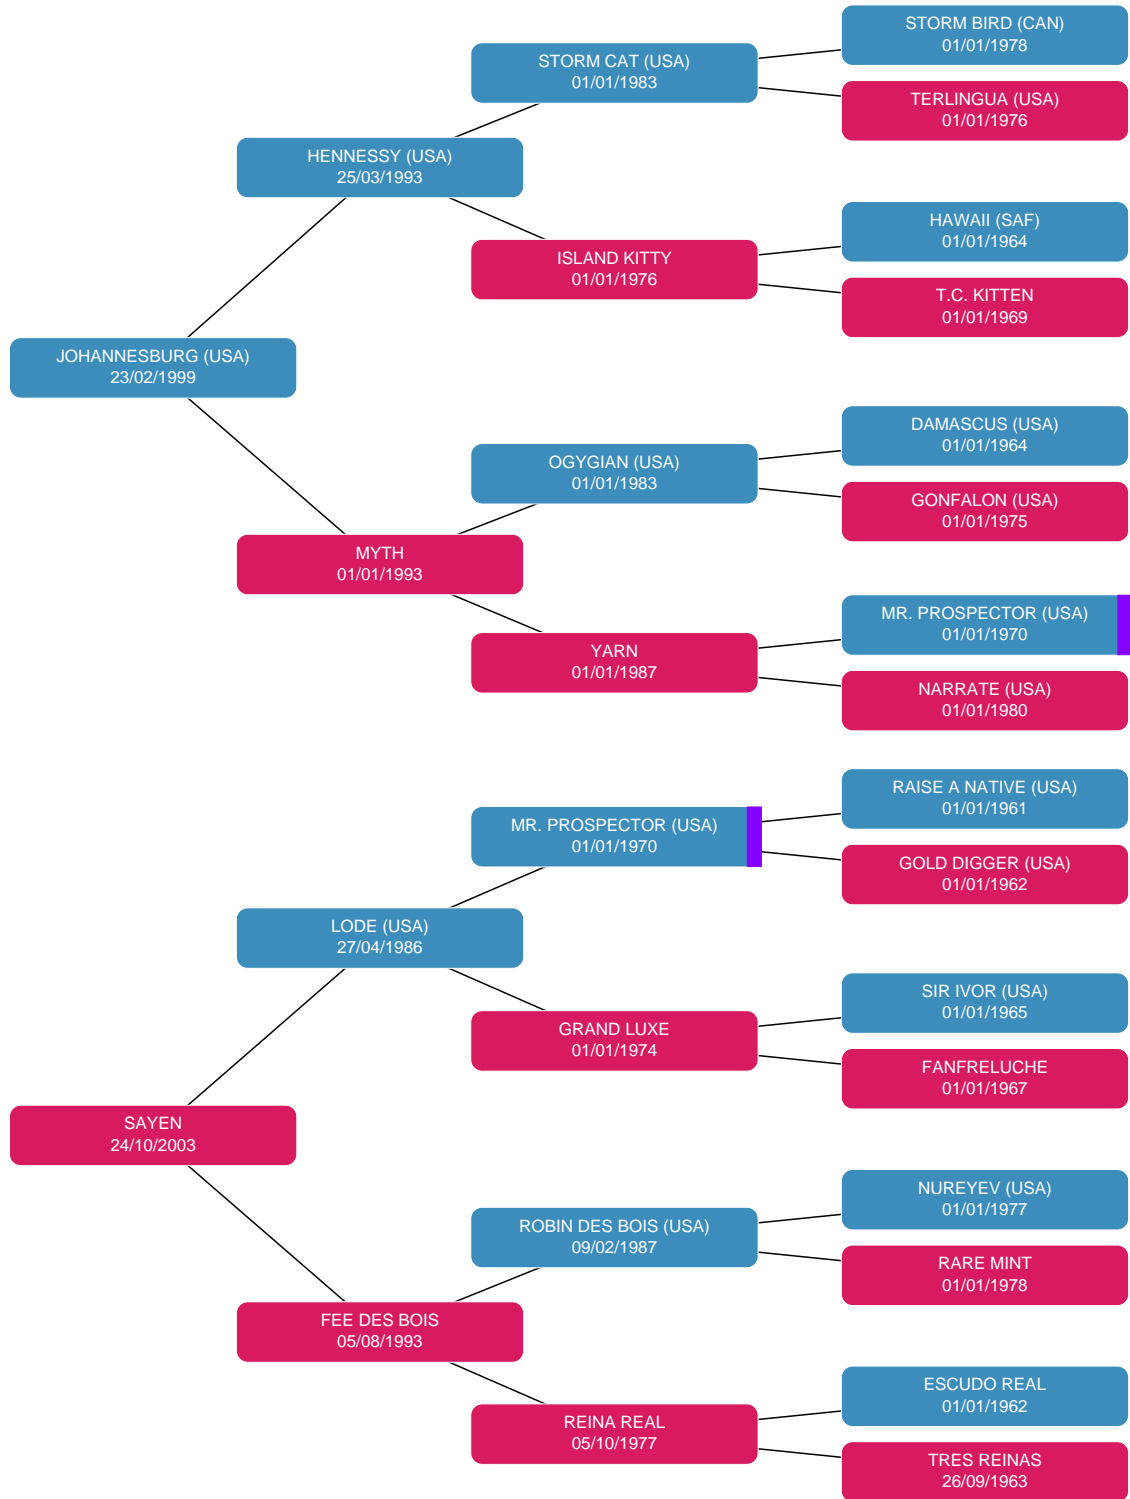 STORM BIRD (CAN)
01/01/1978
STORM CAT (USA)
01/01/1983
TERLINGUA (USA)
01/01/1976
HENNESSY (USA)
25/03/1993
HAWAII (SAF)
01/01/1964
ISLAND KITTY
01/01/1976
T.C. KITTEN
01/01/1969
JOHANNESBURG (USA)
23/02/1999
DAMASCUS (USA)
01/01/1964
OGYGIAN (USA)
01/01/1983
GONFALON (USA)
01/01/1975
MYTH
01/01/1993
MR. PROSPECTOR (USA)
01/01/1970
YARN
01/01/1987
NARRATE (USA)
01/01/1980
RAISE A NATIVE (USA)
01/01/1961
MR. PROSPECTOR (USA)
01/01/1970
GOLD DIGGER (USA)
01/01/1962
LODE (USA)
27/04/1986
SIR IVOR (USA)
01/01/1965
GRAND LUXE
01/01/1974
FANFRELUCHE
01/01/1967
SAYEN
24/10/2003
NUREYEV (USA)
01/01/1977
ROBIN DES BOIS (USA)
09/02/1987
RARE MINT
01/01/1978
FEE DES BOIS
05/08/1993
ESCUDO REAL
01/01/1962
REINA REAL
05/10/1977
TRES REINAS
26/09/1963